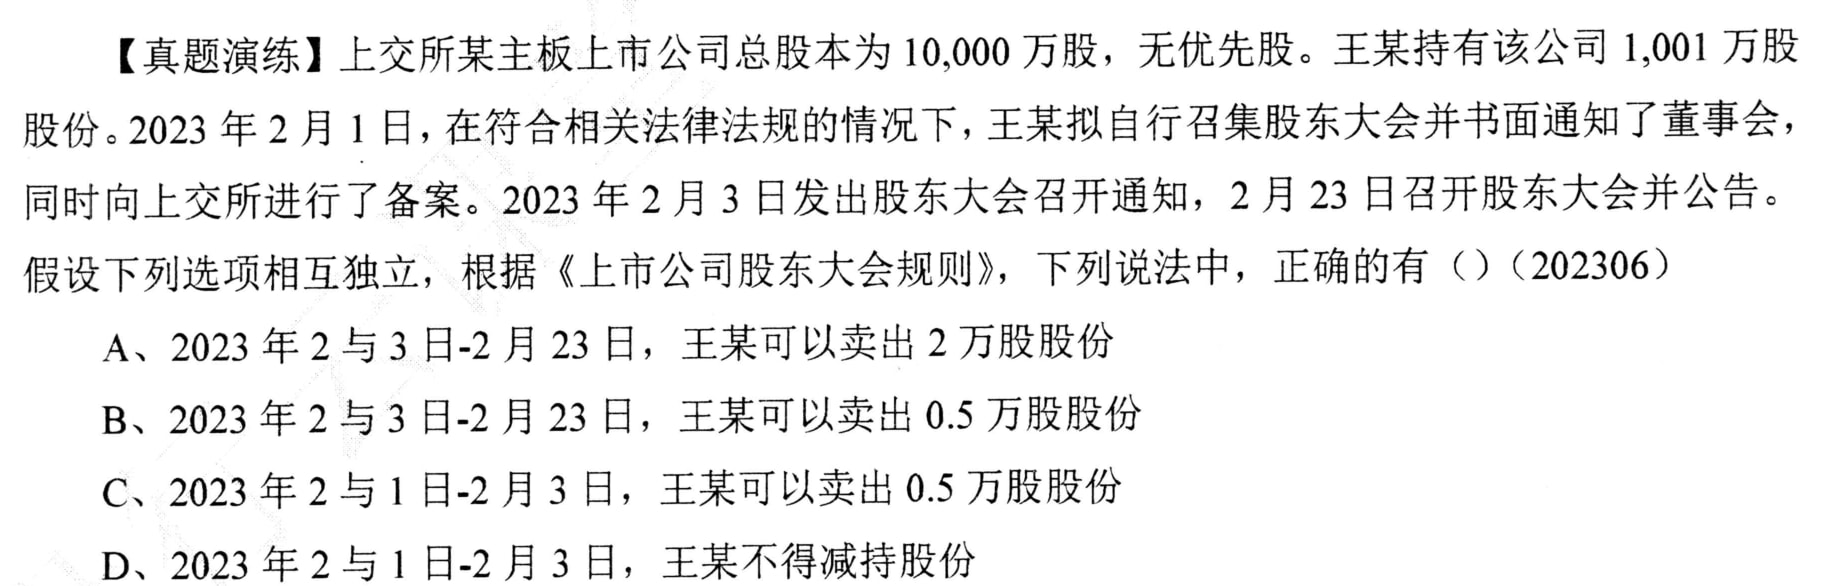 【真题演练】上交所某主板上市公司总股本为 10,000 万股，无优先股。王某持有该公司 1,001 万股
股份。2023 年 2 月 1 日，在符合相关法律法规的情况下，王某拟自行召集股东大会并书面通知了董事会，
同时向上交所进行了备案。2023 年 2 月 3 日发出股东大会召开通知，2 月 23 日召开股东大会并公告。
假设下列选项相互独立，根据《上市公司股东大会规则》，下列说法中，正确的有（）（202306）
A、2023 年 2 与 3 日-2 月 23 日，王某可以卖出 2 万股股份
B、2023 年 2 与 3 日-2 月 23 日，王某可以卖出 0.5 万股股份
C、2023 年 2 与 1 日-2 月 3 日，王某可以卖出 0.5 万股股份
D、2023 年 2 与 1 日-2 月 3 日，王某不得减持股份